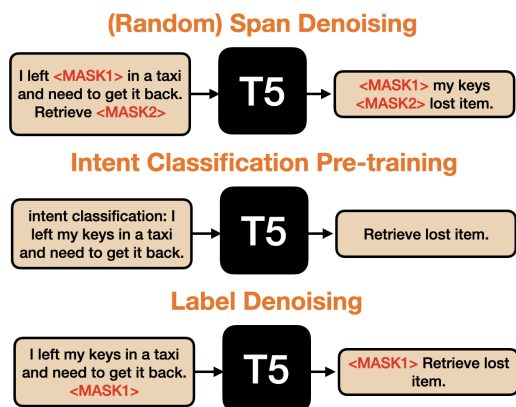 (Random) Span Denoising
I left <MASK1> in a taxi
and need to get it back.
Retrieve <MASK2>
T5
<MASK1> my keys
<MASK2> lost item.
Intent Classification Pre-training
intent classification: I
left my keys in a taxi
and need to get it back.
T5
Retrieve lost item.
Label Denoising
I left my keys in a taxi
and need to get it back.
<MASK1>
T5
<MASK1> Retrieve lost
item.